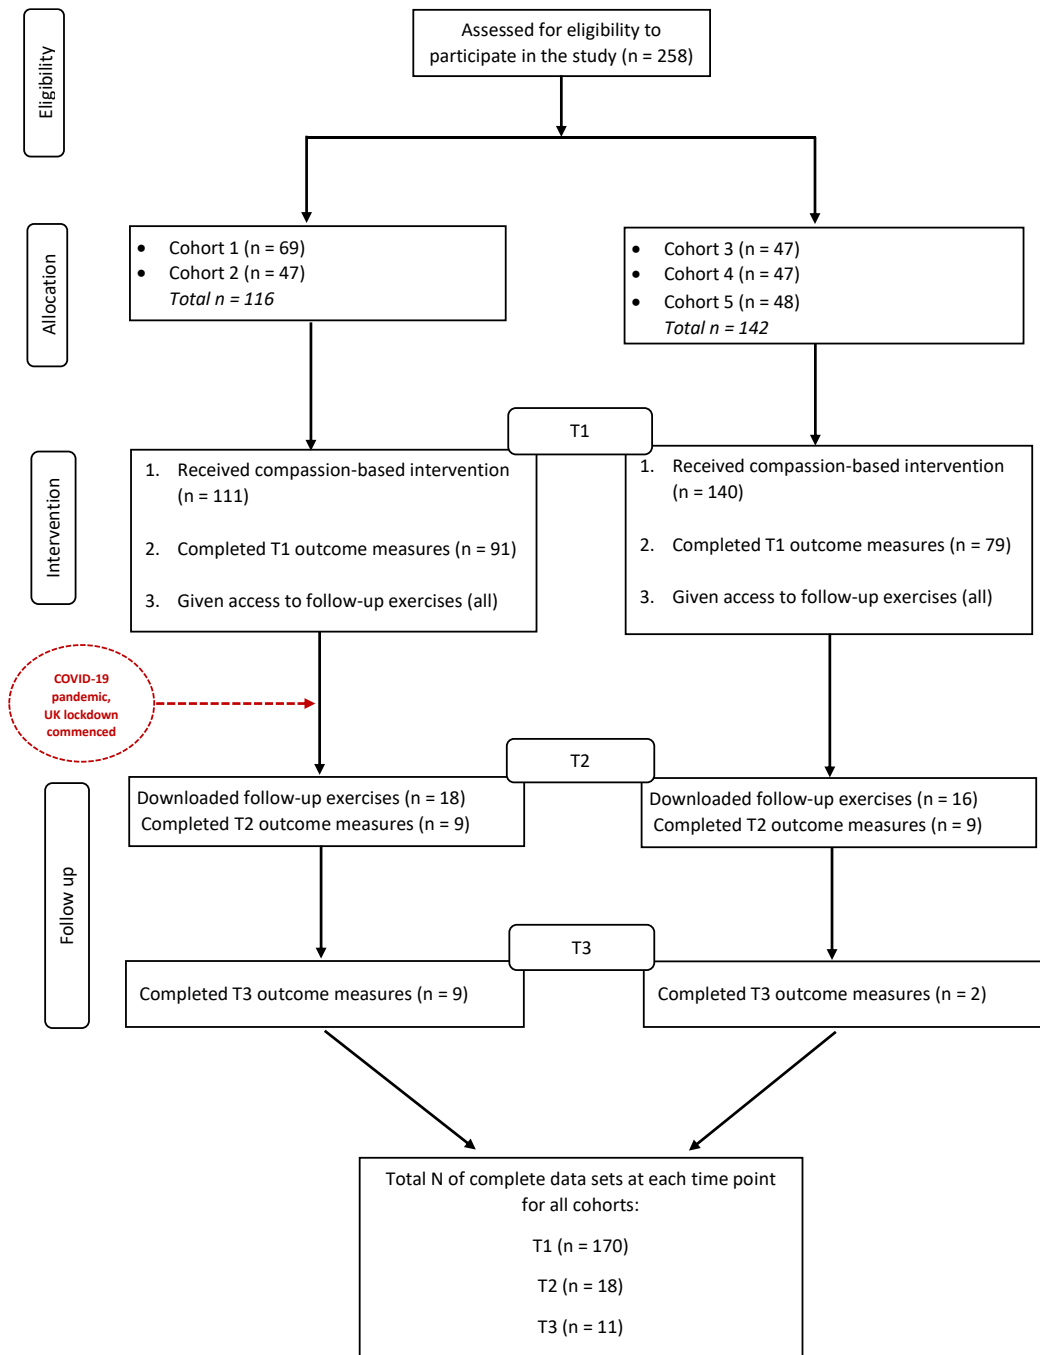 Eligibility
Assessed for eligibility to
participate in the study (n = 258)
Allocation
• Cohort 1 (n = 69)
• Cohort 2 (n = 47)
Total n = 116
• Cohort 3 (n = 47)
• Cohort 4 (n = 47)
• Cohort 5 (n = 48)
Total n = 142
T1
Intervention
1. Received compassion-based intervention
(n = 111)
2. Completed T1 outcome measures (n = 91)
3. Given access to follow-up exercises (all)
1. Received compassion-based intervention
(n = 140)
2. Completed T1 outcome measures (n = 79)
3. Given access to follow-up exercises (all)
COVID-19
pandemic,
UK lockdown
commenced
T2
Follow up
Downloaded follow-up exercises (n = 18)
Completed T2 outcome measures (n = 9)
Downloaded follow-up exercises (n = 16)
Completed T2 outcome measures (n = 9)
T3
Completed T3 outcome measures (n = 9)
Completed T3 outcome measures (n = 2)
Total N of complete data sets at each time point
for all cohorts:
T1 (n = 170)
T2 (n = 18)
T3 (n = 11)